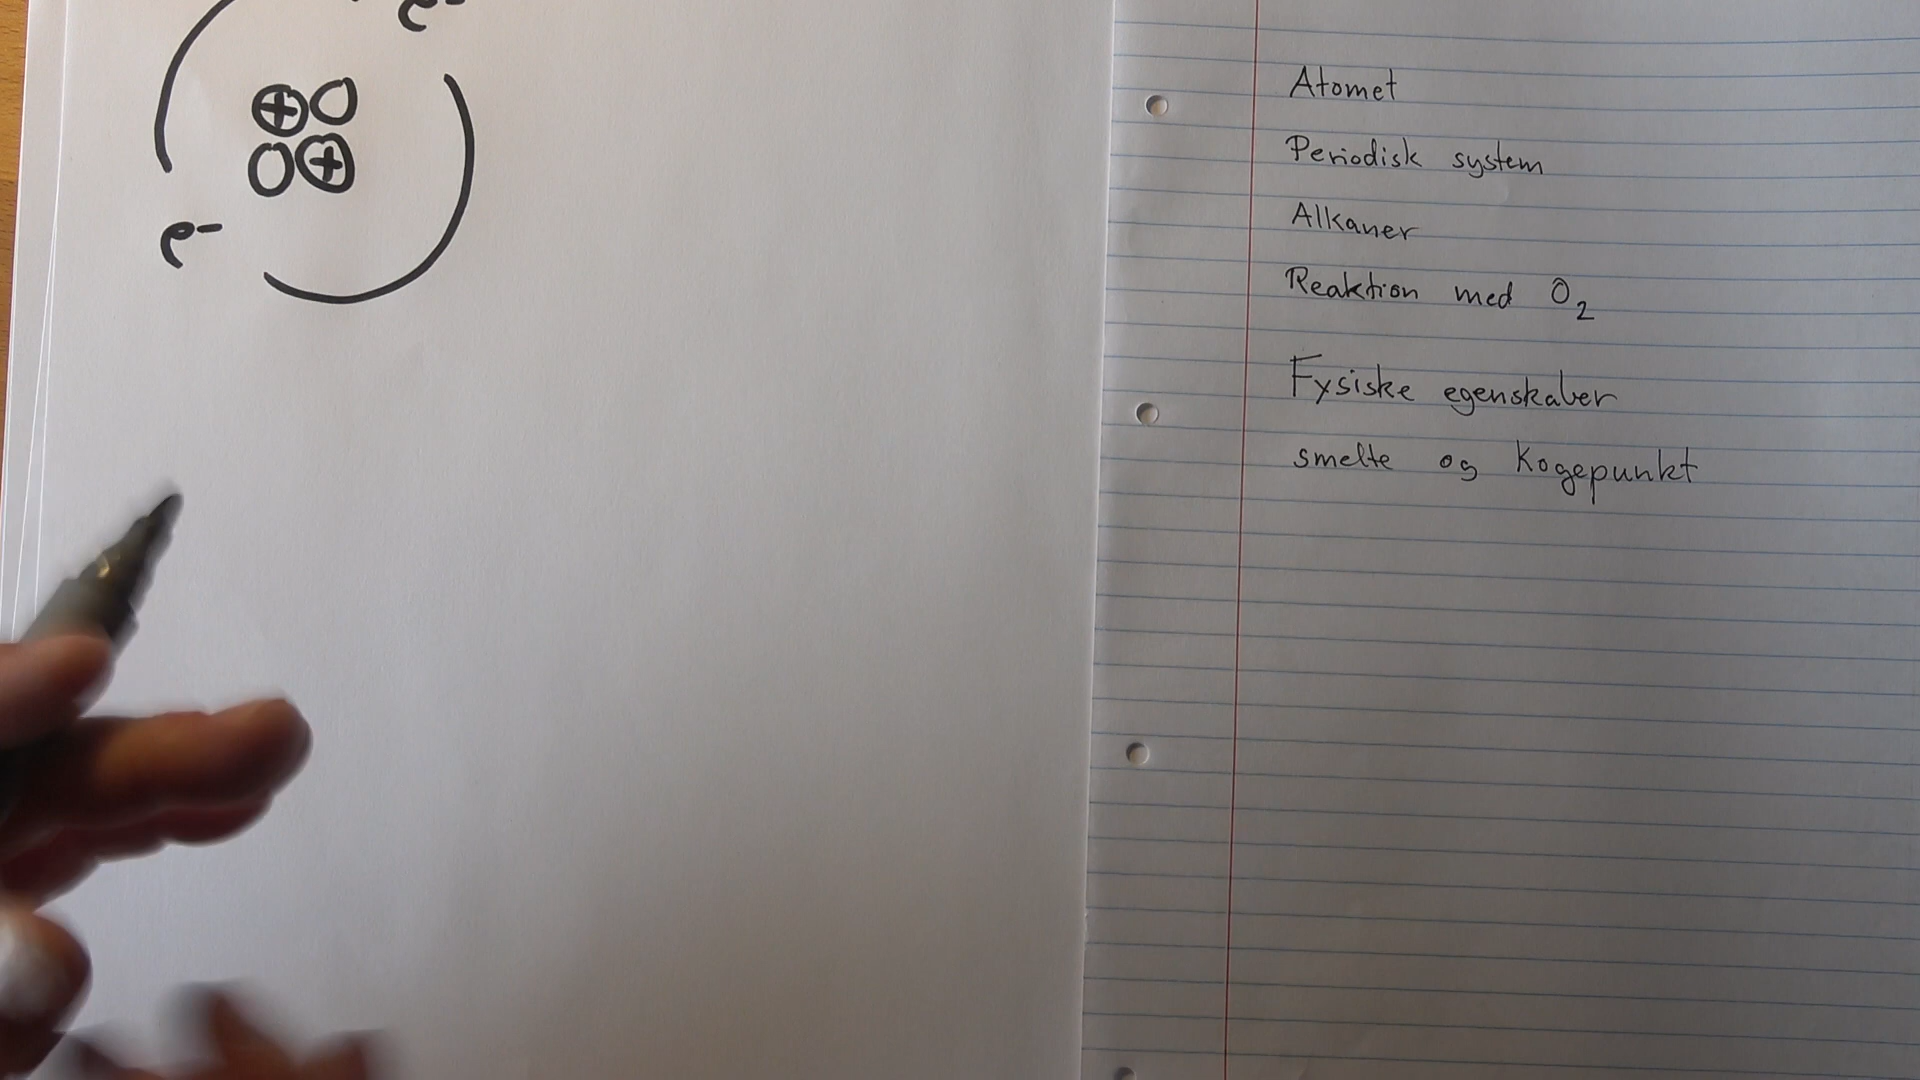 e-
+
+
e-
Atomet
Periodisk system
Alkaner
Reaktion med O2
Fysiske egenskaber
smelte og kogepunkt